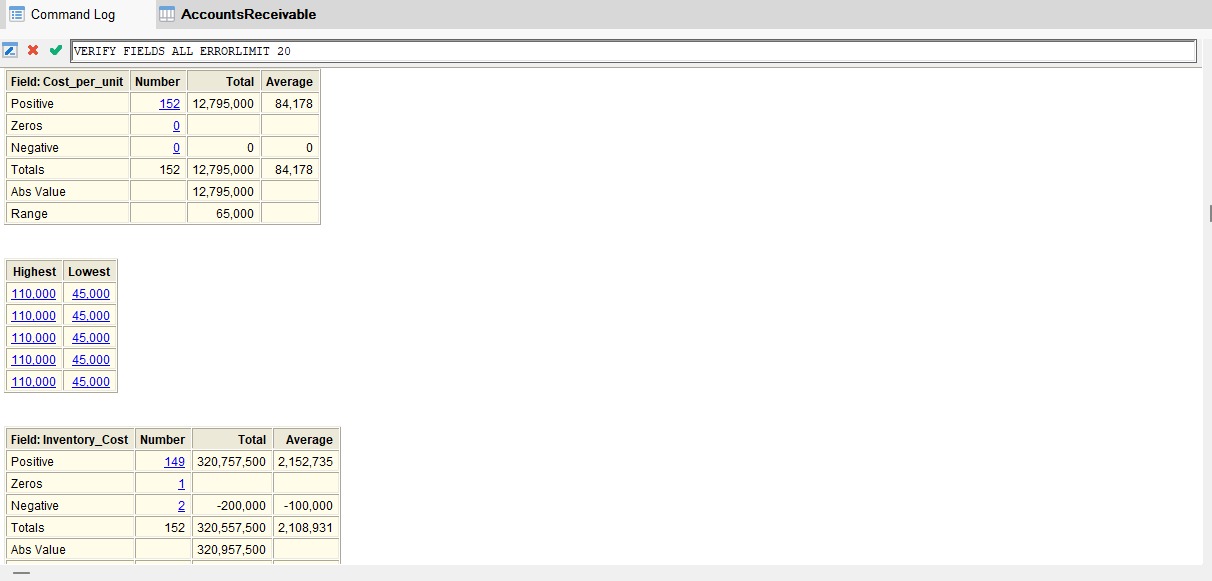 Command Log AccountsReceivable
VERIFY FIELDS ALL ERRORLIMIT 20
Field: Cost_per_unit Number Total Average
Positive 152 12,795,000 84,178
Zeros 0
Negative 0 0 0
Totals 152 12,795,000 84,178
Abs Value 12,795,000
Range 65,000
Highest Lowest
110,000 45,000
110,000 45,000
110,000 45,000
110,000 45,000
110,000 45,000
Field: Inventory_Cost Number Total Average
Positive 149 320,757,500 2,152,735
Zeros 1
Negative 2 -200,000 -100,000
Totals 152 320,557,500 2,108,931
Abs Value 320,957,500